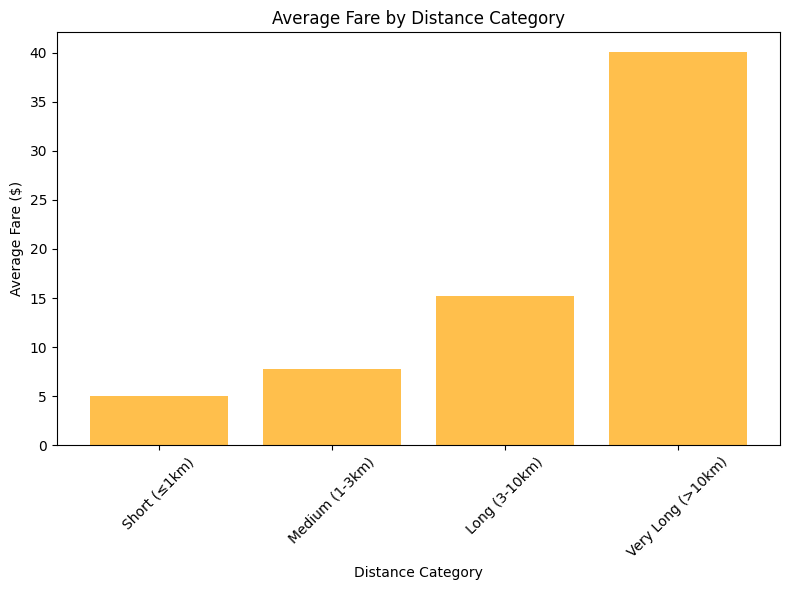 Average Fare by Distance Category
Average Fare ($)
40
35
30
25
20
15
10
5
0
Short (≤1km)
Medium (1-3km)
Long (3-10km)
Very Long (>10km)
Distance Category